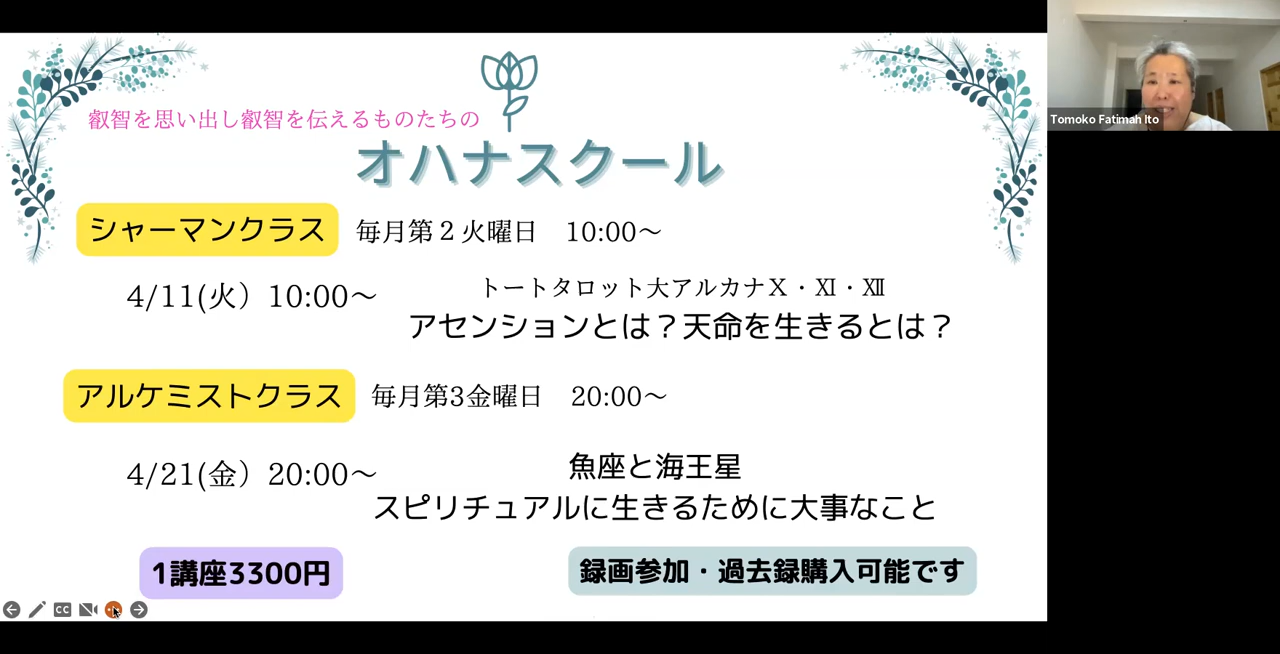 叡智を思い出し叡智を伝えるものたちの
オハナスクール
シャーマンクラス 毎月第２火曜日 10:00〜
4/11(火）10:00〜 トートタロット大アルカナⅩ・Ⅺ・Ⅻ
アセンションとは？天命を生きるとは？
アルケミストクラス 毎月第3金曜日 20:00〜
4/21(金）20:00〜 魚座と海王星
スピリチュアルに生きるために大事なこと
1講座3300円 録画参加・過去録購入可能です
CC
Tomoko Fatimah Ito